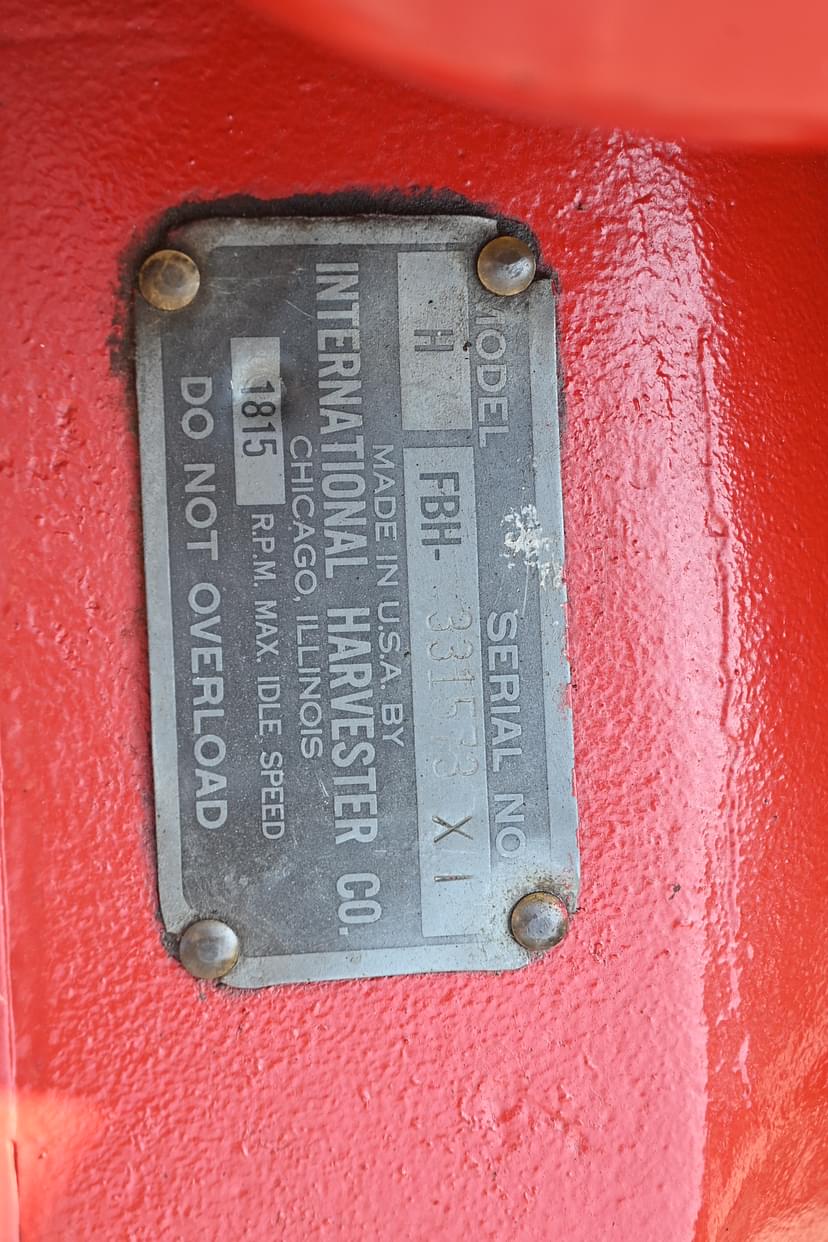 MODEL SERIAL NO
H FBH- 331573 X1
MADE IN U.S.A. BY
INTERNATIONAL HARVESTER CO.
CHICAGO, ILLINOIS
1815 R.P.M. MAX. IDLE SPEED
DO NOT OVERLOAD